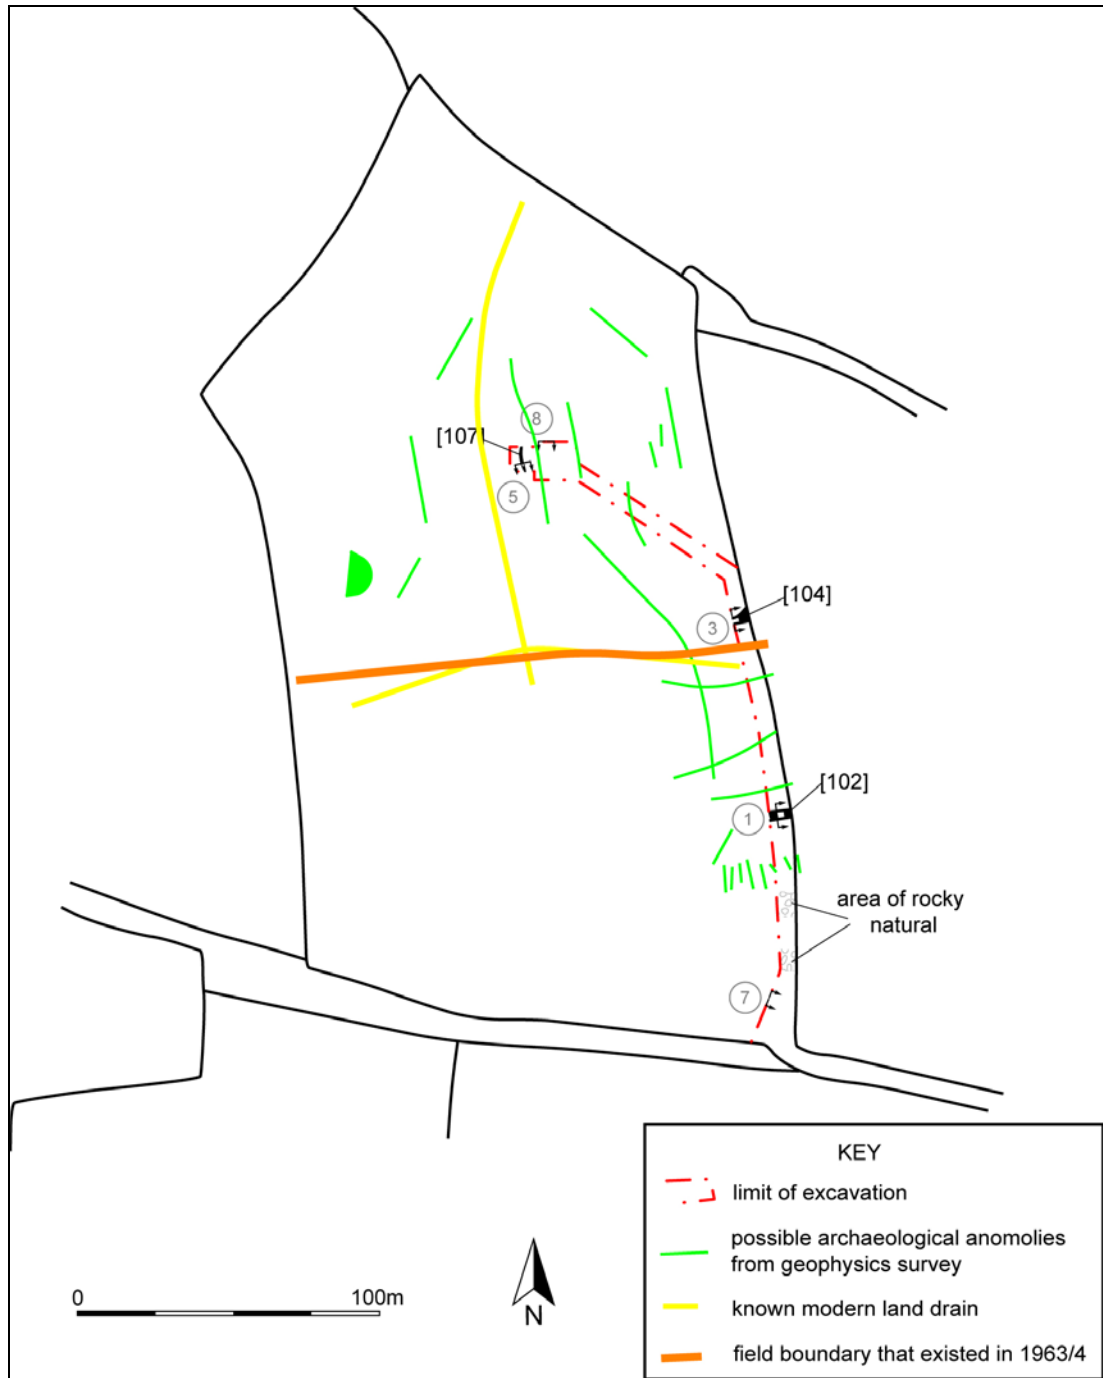 8
[107]
5
[104]
3
[102]
1
area of rocky
natural
7
KEY
limit of excavation
possible archaeological anomolies
from geophysics survey
known modern land drain
field boundary that existed in 1963/4
0
100m
N